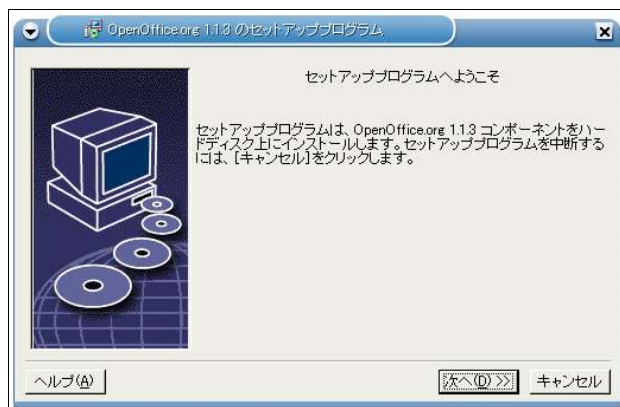 OpenOffice.org 1.1.3 のセットアッププログラム
セットアッププログラムへようこそ
セットアッププログラムは、OpenOffice.org 1.1.3 コンポーネントをハー
ドディスク上にインストールします。セットアッププログラムを中断する
には、[キャンセル]をクリックします。
ヘルプ(A)
次へ(D) >>
キャンセル